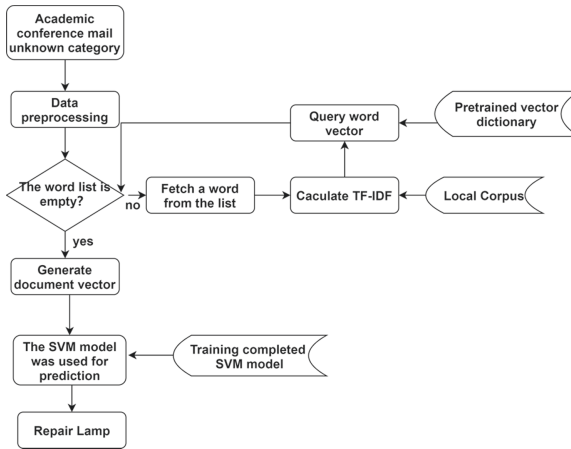 Academic
conference mail
unknown category
Data
preprocessing
Query word
vector
Pretrained vector
dictionary
The word list is
empty?
no
Fetch a word
from the list
Caculate TF-IDF
Local Corpus
yes
Generate
document vector
The SVM model
was used for
prediction
Training completed
SVM model
Repair Lamp